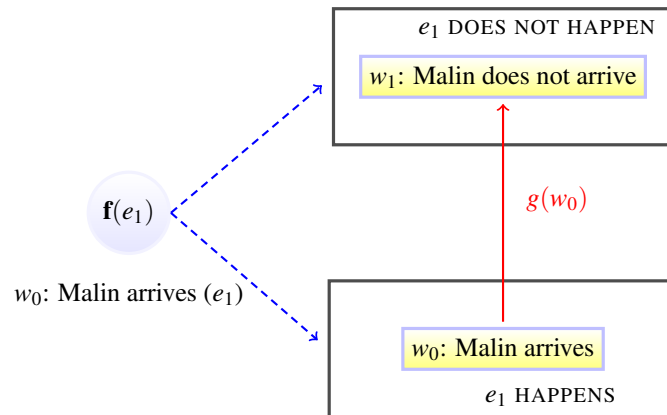 e₁ DOES NOT HAPPEN
w₁: Malin does not arrive
f(e₁)
g(w₀)
w₀: Malin arrives (e₁)
w₀: Malin arrives
e₁ HAPPENS